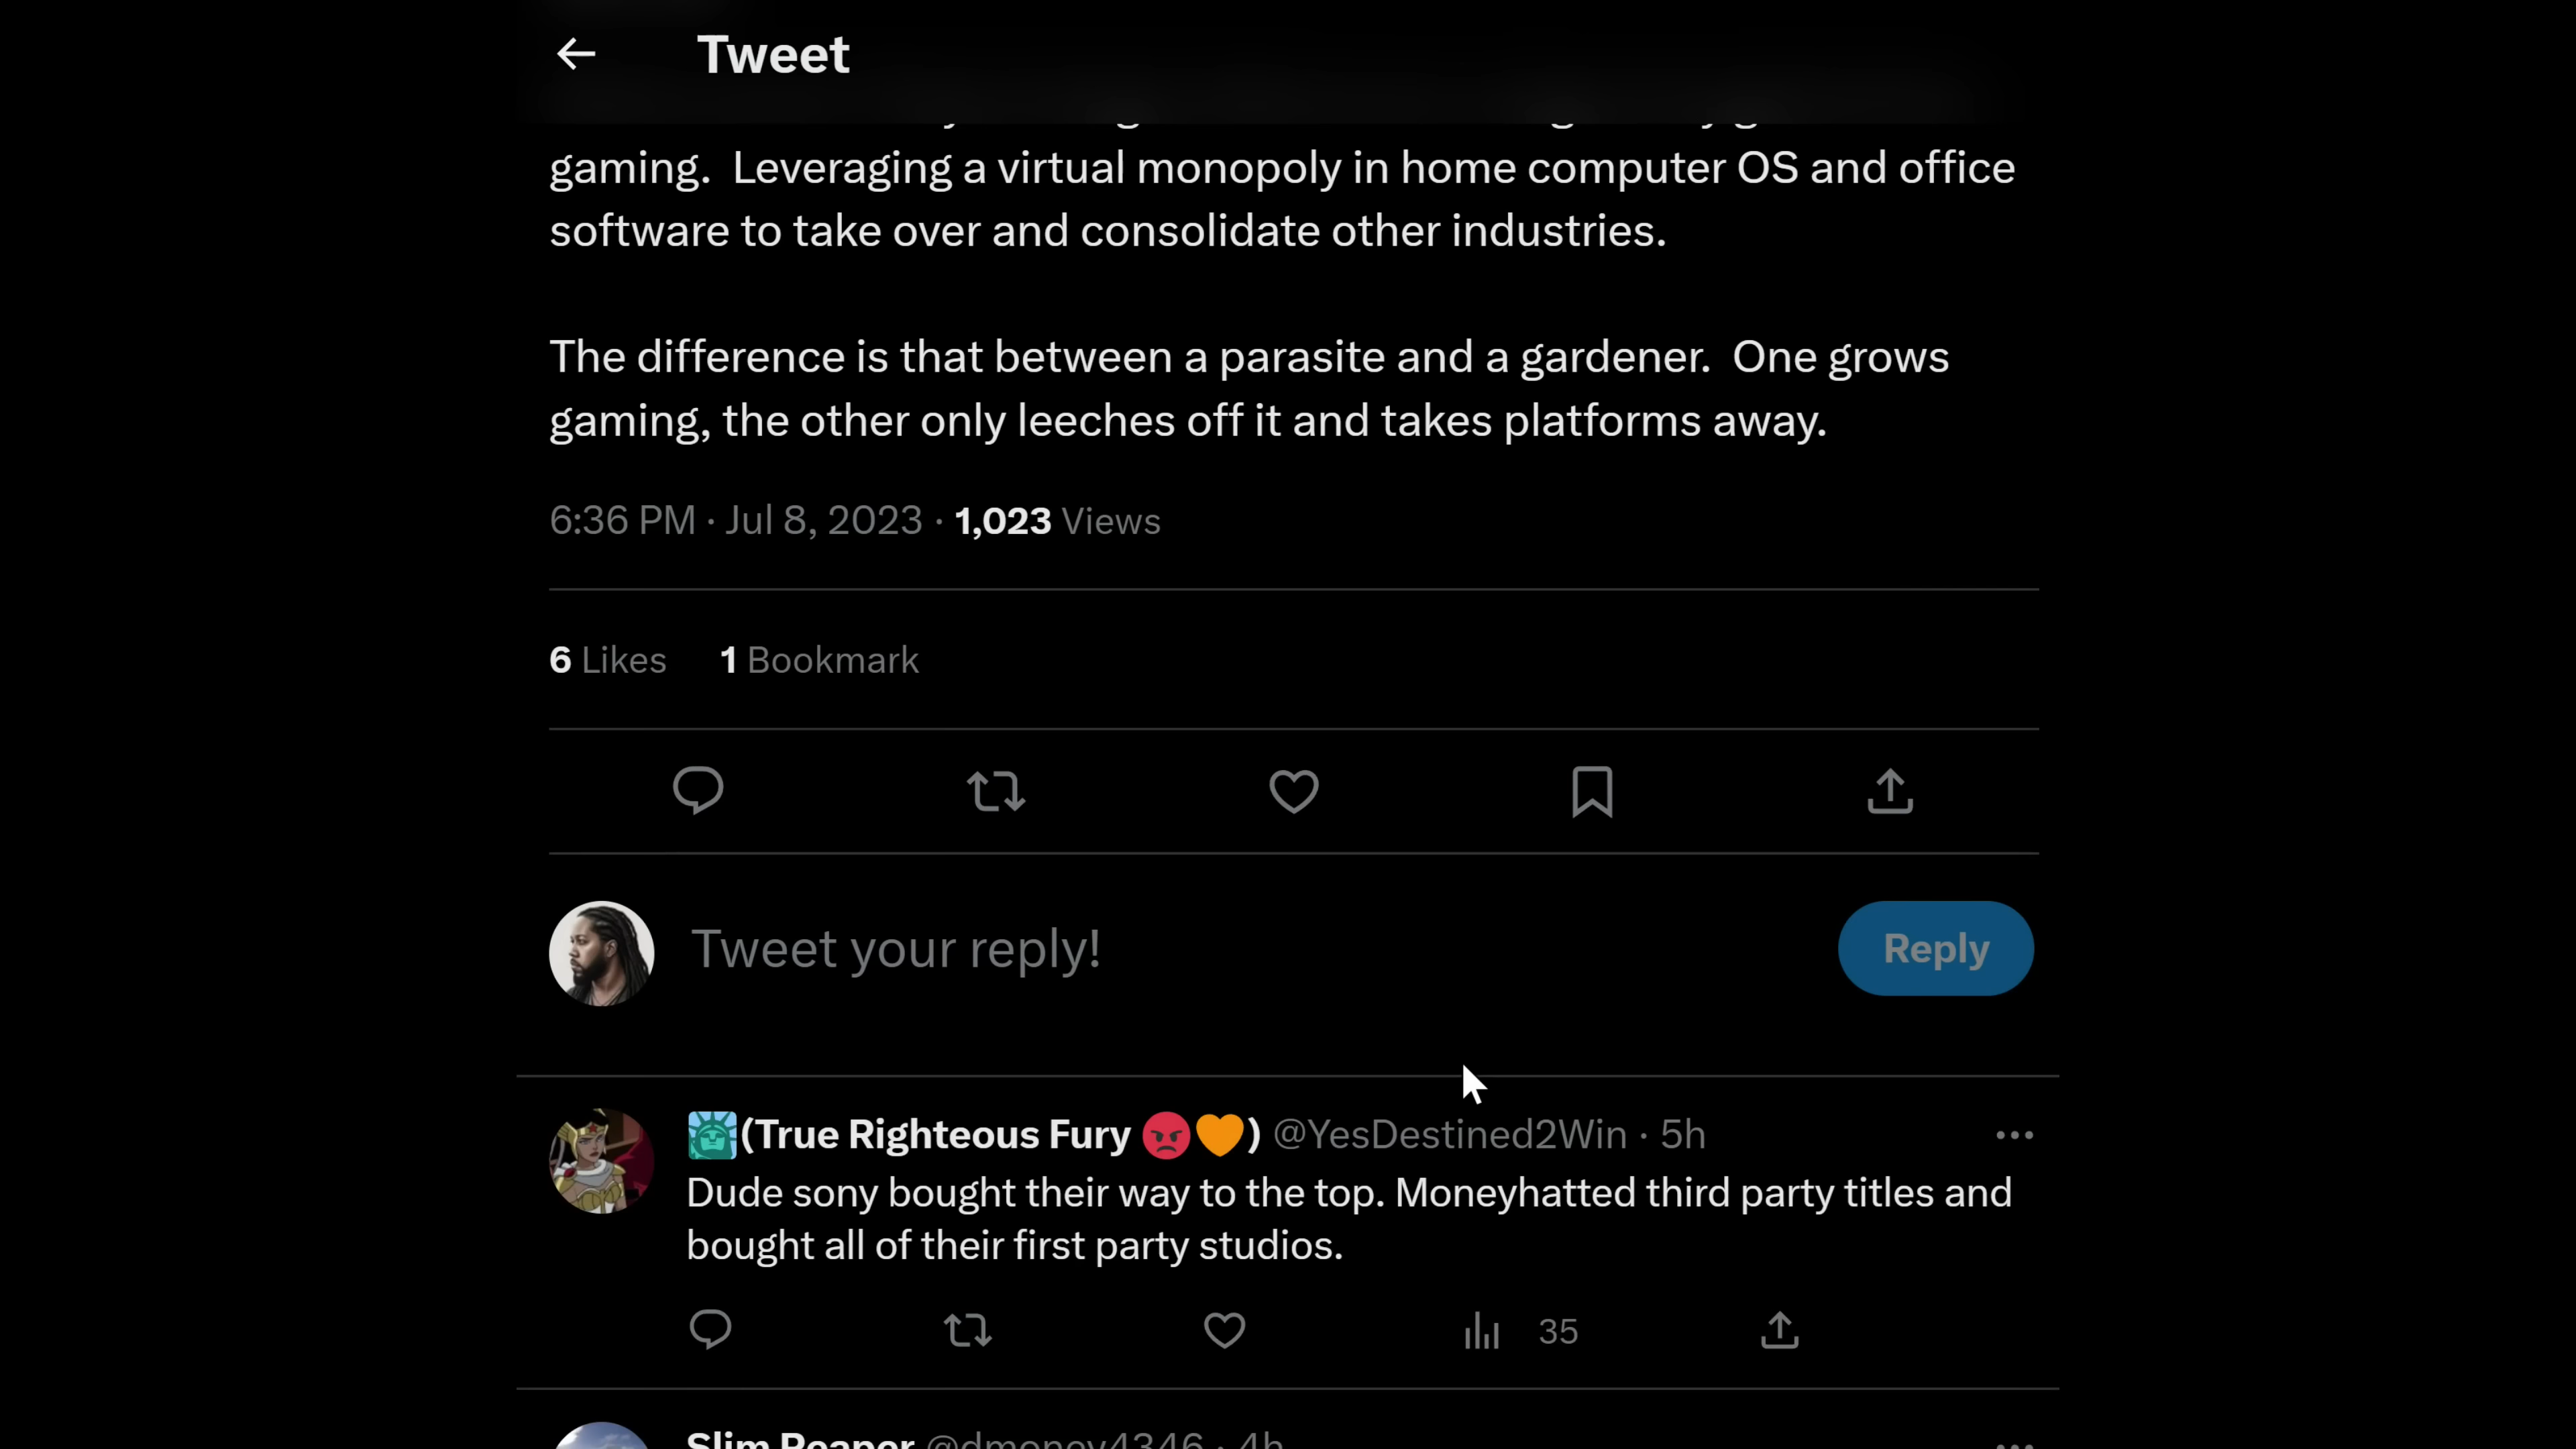 Tweet
gaming. Leveraging a virtual monopoly in home computer OS and office
software to take over and consolidate other industries.
The difference is that between a parasite and a gardener. One grows
gaming, the other only leeches off it and takes platforms away.
6:36 PM · Jul 8, 2023 · 1,023 Views
6 Likes 1 Bookmark
Tweet your reply!
Reply
(True Righteous Fury 😡🧡) @YesDestined2Win · 5h
Dude sony bought their way to the top. Moneyhatted third party titles and
bought all of their first party studios.
35
Slim Reaper @dmoney4346 · 4h